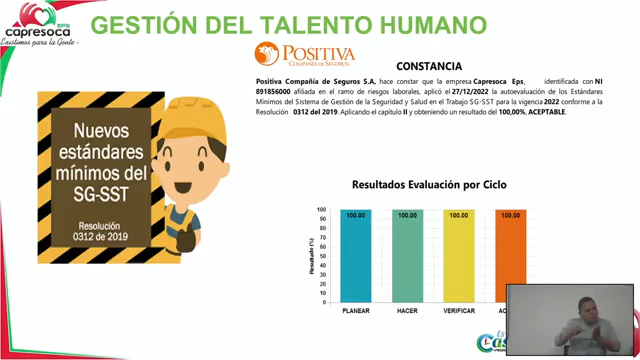 capresoca EPS
Existimos para la Gente -
GESTIÓN DEL TALENTO HUMANO
POSITIVA
COMPAÑIA DE SEGUROS
CONSTANCIA
Positiva Compañía de Seguros S.A, hace constar que la empresa Capresoca Eps, identificada con NI
891856000 afiliada en el ramo de riesgos laborales, aplicó el 27/12/2022 la autoevaluación de los Estándares
Mínimos del Sistema de Gestión de la Seguridad y Salud en el Trabajo SG-SST para la vigencia 2022 conforme a la
Resolución 0312 del 2019. Aplicando el capítulo II y obteniendo un resultado del 100,00%, ACEPTABLE.
Nuevos
estándares
mínimos del
SG-SST
Resolución
0312 de 2019
Resultados Evaluación por Ciclo
Resultado (%)
100
90
80
70
60
50
40
30
20
10
0
100.00 100.00 100.00 100.00
PLANEAR HACER VERIFICAR AC
Es
Cas